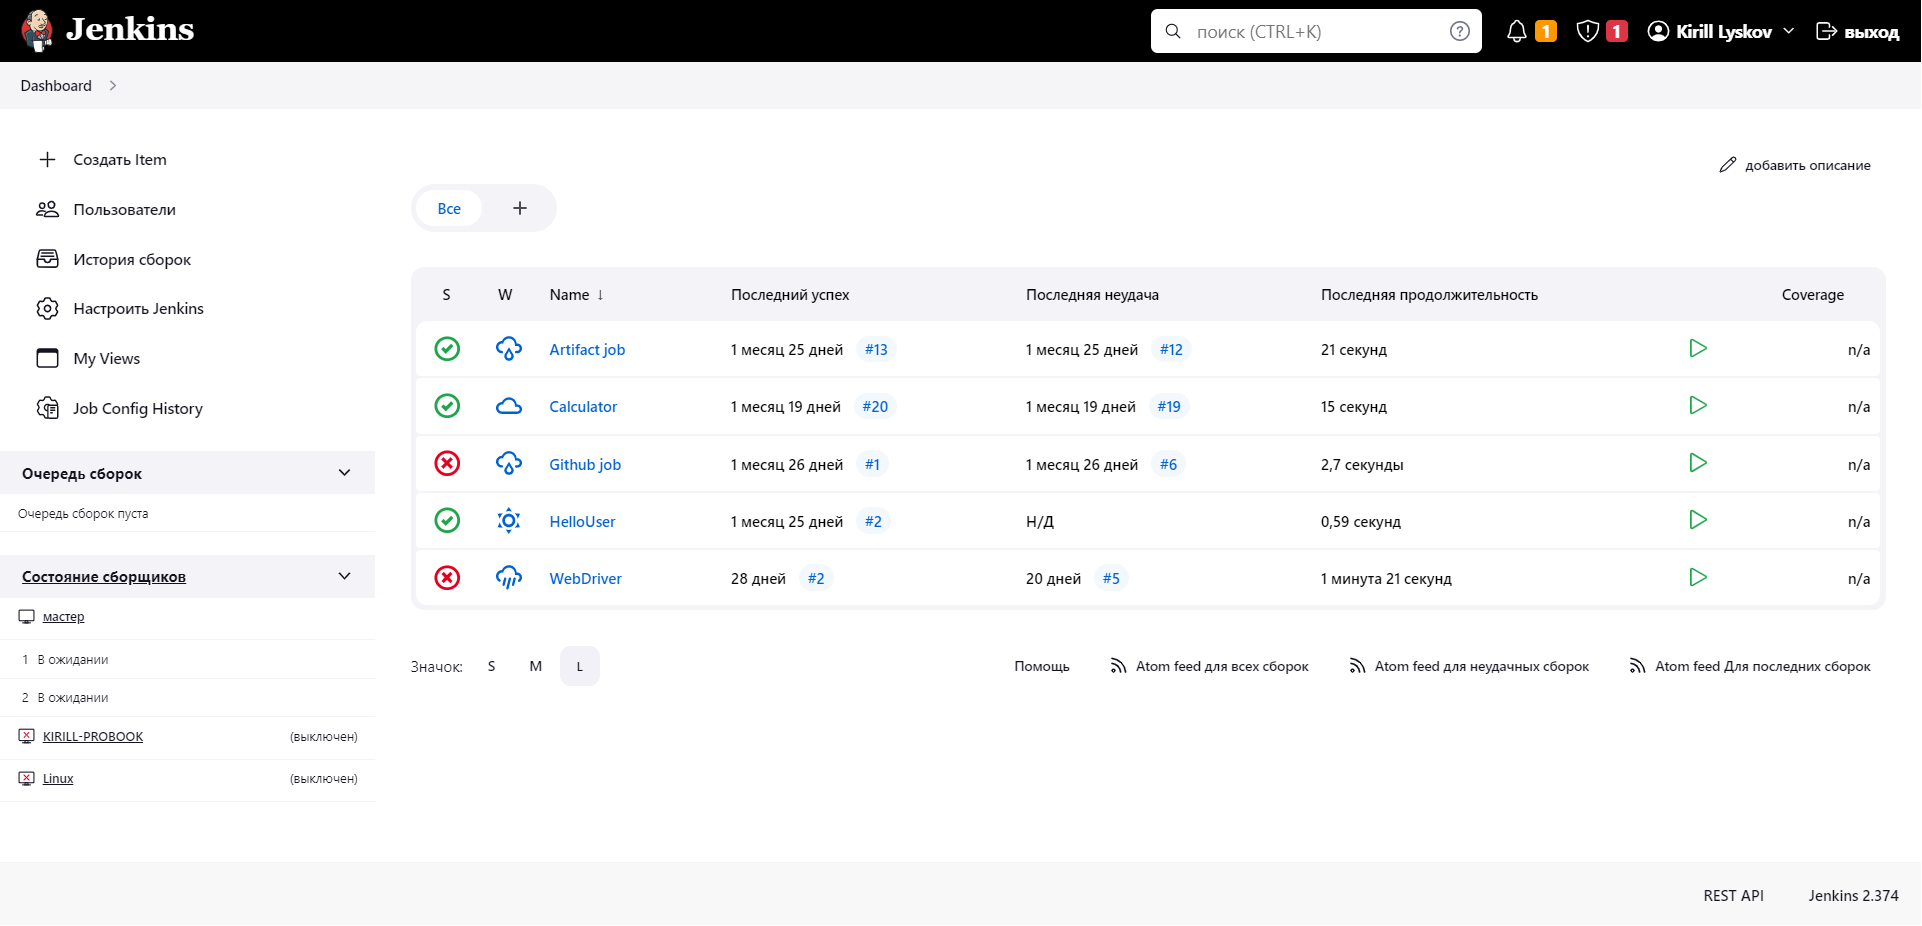 Jenkins
поиск (CTRL+K)
1
1
Kirill Lyskov
выход
Dashboard
Создать Item
Пользователи
История сборок
Настроить Jenkins
My Views
Job Config History
Очередь сборок
Очередь сборок пуста
Состояние сборщиков
мастер
1 В ожидании
2 В ожидании
KIRILL-PROBOOK (выключен)
Linux (выключен)
добавить описание
Все +
S W Name ↓ Последний успех Последняя неудача Последняя продолжительность Coverage
Artifact job 1 месяц 25 дней #13 1 месяц 25 дней #12 21 секунд n/a
Calculator 1 месяц 19 дней #20 1 месяц 19 дней #19 15 секунд n/a
Github job 1 месяц 26 дней #1 1 месяц 26 дней #6 2,7 секунды n/a
HelloUser 1 месяц 25 дней #2 Н/Д 0,59 секунд n/a
WebDriver 28 дней #2 20 дней #5 1 минута 21 секунд n/a
Значок: S M L
Помощь Atom feed для всех сборок Atom feed для неудачных сборок Atom feed Для последних сборок
REST API Jenkins 2.374